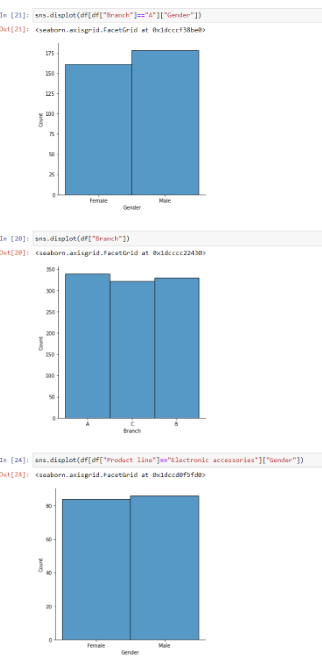 In [21]: sns.displot(df[df["Branch"]=="A"]["Gender"])
Out[21]: <seaborn.axisgrid.FacetGrid at 0x1dcccf38be0>
175
150
125
100
75
50
25
0
Count
Female Male
Gender
In [20]: sns.displot(df["Branch"])
Out[20]: <seaborn.axisgrid.FacetGrid at 0x1dcccc22430>
350
300
250
200
150
100
50
0
Count
A C B
Branch
In [24]: sns.displot(df[df["Product line"]=="Electronic accessories"]["Gender"])
Out[24]: <seaborn.axisgrid.FacetGrid at
80
60
40
20
0
Count
Female Male
Gender